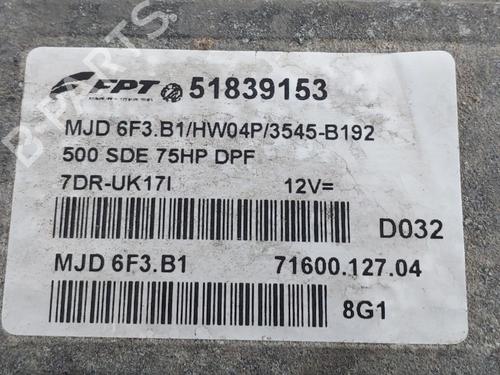 FPT 51839153
MJD 6F3.B1/HW04P/3545-B192
500 SDE 75HP DPF
7DR-UK17I 12V=
D032
MJD 6F3.B1 71600.127.04
8G1
B-PARTS